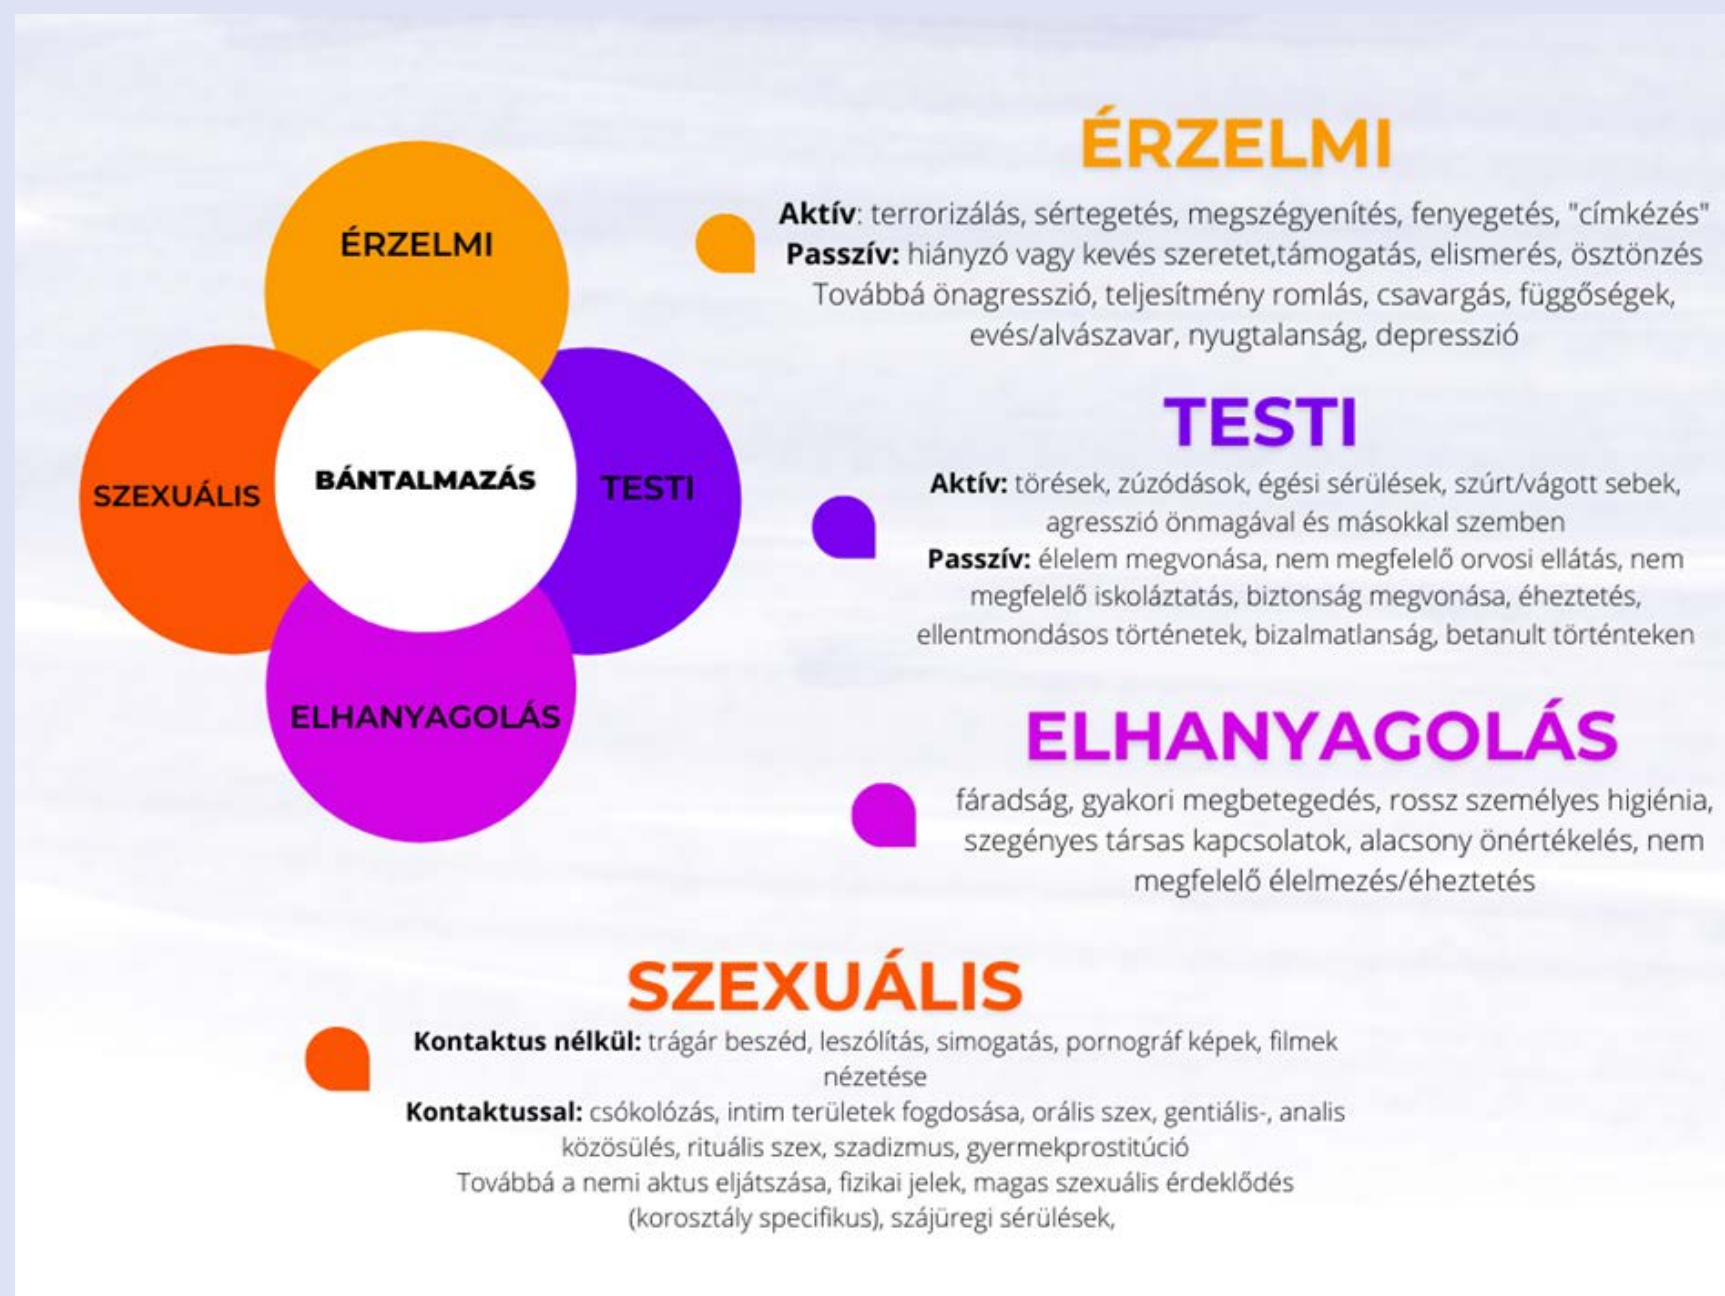 ÉRZELMI
SZEXUÁLIS
BÁNTALMAZÁS
TESTI
ELHANYAGOLÁS
ÉRZELMI
Aktív: terrorizálás, sértegetés, megszégyenítés, fenyegetés, "címkézés"
Passzív: hiányzó vagy kevés szeretet,támogatás, elismerés, ösztönzés
Továbbá önagresszió, teljesítmény romlás, csavargás, függőségek,
evés/alvászavar, nyugtalanság, depresszió
TESTI
Aktív: törések, zúzódások, égési sérülések, szúrt/vágott sebek,
agresszió önmagával és másokkal szemben
Passzív: élelem megvonása, nem megfelelő orvosi ellátás, nem
megfelelő iskoláztatás, biztonság megvonása, éheztetés,
ellentmondásos történetek, bizalmatlanság, betanult történteken
ELHANYAGOLÁS
fáradság, gyakori megbetegedés, rossz személyes higiénia,
szegényes társas kapcsolatok, alacsony önértékelés, nem
megfelelő élelmezés/éheztetés
SZEXUÁLIS
Kontaktus nélkül: trágár beszéd, leszólítás, simogatás, pornográf képek, filmek
nézetése
Kontaktussal: csókolózás, intim területek fogdosása, orális szex, gentiális-, analis
közösülés, rituális szex, szadizmus, gyermekprostitúció
Továbbá a nemi aktus eljátszása, fizikai jelek, magas szexuális érdeklődés
(korosztály specifikus), szájüregi sérülések,